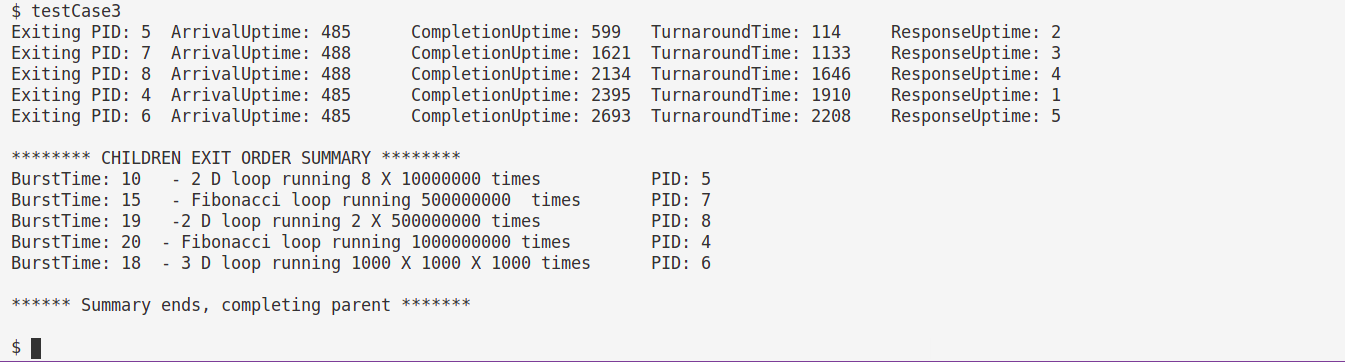 $ testCase3
Exiting PID: 5  ArrivalUptime: 485      CompletionUptime: 599   TurnaroundTime: 114     ResponseUptime: 2
Exiting PID: 7  ArrivalUptime: 488      CompletionUptime: 1621  TurnaroundTime: 1133    ResponseUptime: 3
Exiting PID: 8  ArrivalUptime: 488      CompletionUptime: 2134  TurnaroundTime: 1646    ResponseUptime: 4
Exiting PID: 4  ArrivalUptime: 485      CompletionUptime: 2395  TurnaroundTime: 1910    ResponseUptime: 1
Exiting PID: 6  ArrivalUptime: 485      CompletionUptime: 2693  TurnaroundTime: 2208    ResponseUptime: 5

******** CHILDREN EXIT ORDER SUMMARY ********
BurstTime: 10   - 2 D loop running 8 X 10000000 times           PID: 5
BurstTime: 15   - Fibonacci loop running 500000000  times       PID: 7
BurstTime: 19   -2 D loop running 2 X 500000000 times           PID: 8
BurstTime: 20  - Fibonacci loop running 1000000000 times        PID: 4
BurstTime: 18  - 3 D loop running 1000 X 1000 X 1000 times      PID: 6

****** Summary ends, completing parent *******

$